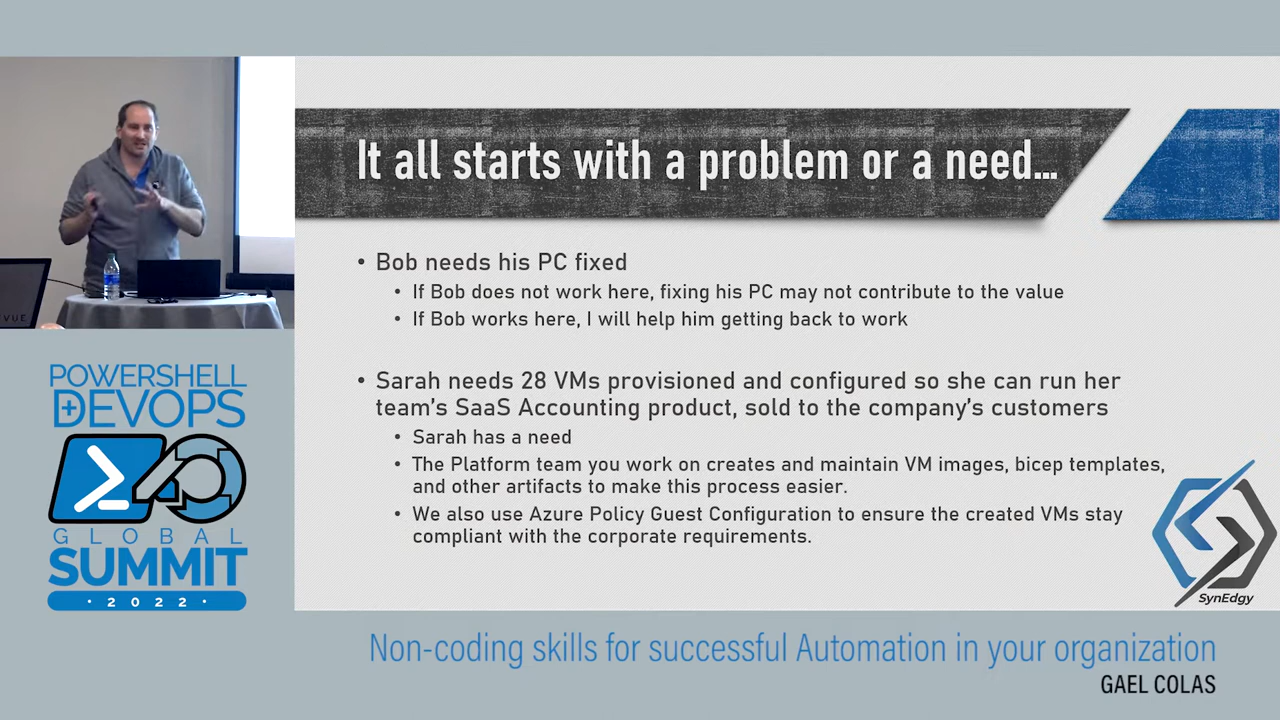 It all starts with a problem or a need...
• Bob needs his PC fixed
• If Bob does not work here, fixing his PC may not contribute to the value
• If Bob works here, I will help him getting back to work
• Sarah needs 28 VMs provisioned and configured so she can run her
team's SaaS Accounting product, sold to the company's customers
• Sarah has a need
• The Platform team you work on creates and maintain VM images, bicep templates,
and other artifacts to make this process easier.
• We also use Azure Policy Guest Configuration to ensure the created VMs stay
compliant with the corporate requirements.
SynEdgy
VUE
POWERSHELL
DEVOPS
GLOBAL
SUMMIT
· 2022 ·
Non-coding skills for successful Automation in your organization
GAEL COLAS